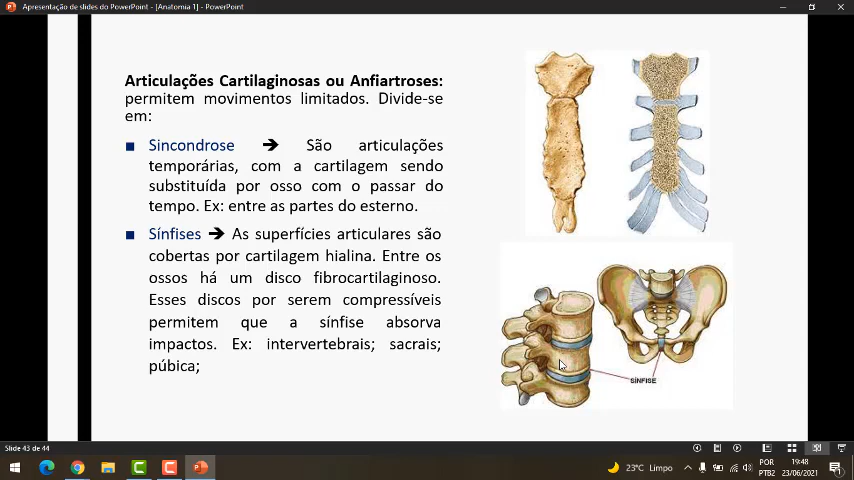 Apresentação de slides do PowerPoint - [Anatomia 1] - PowerPoint
Articulações Cartilaginosas ou Anfiartroses:
permitem movimentos limitados. Divide-se
em:
Sincondrose ➔ São articulações
temporárias, com a cartilagem sendo
substituída por osso com o passar do
tempo. Ex: entre as partes do esterno.
Sínfises ➔ As superfícies articulares são
cobertas por cartilagem hialina. Entre os
ossos há um disco fibrocartilaginoso.
Esses discos por serem compressíveis
permitem que a sínfise absorva
impactos. Ex: intervertebrais; sacrais;
púbica;
SÍNFISE
Slide 43 de 44
23°C Limpo
POR
PTB2
19:48
23/06/2021
1